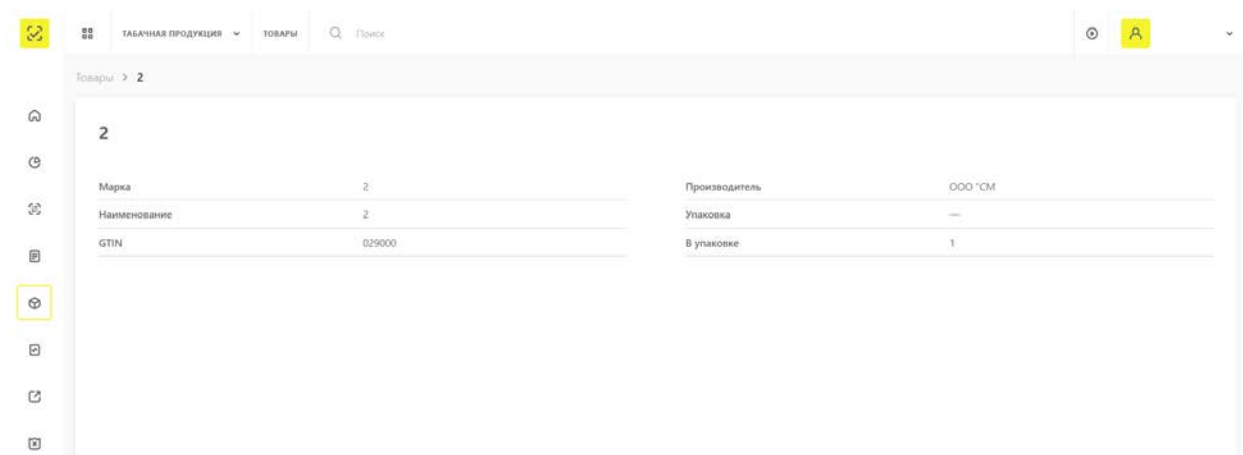 ТАБАЧНАЯ ПРОДУКЦИЯ ТОВАРЫ Поиск
Товары > 2
2
Марка 2 Производитель ООО "СМ
Наименование 2 Упаковка —
GTIN 029000 В упаковке 1